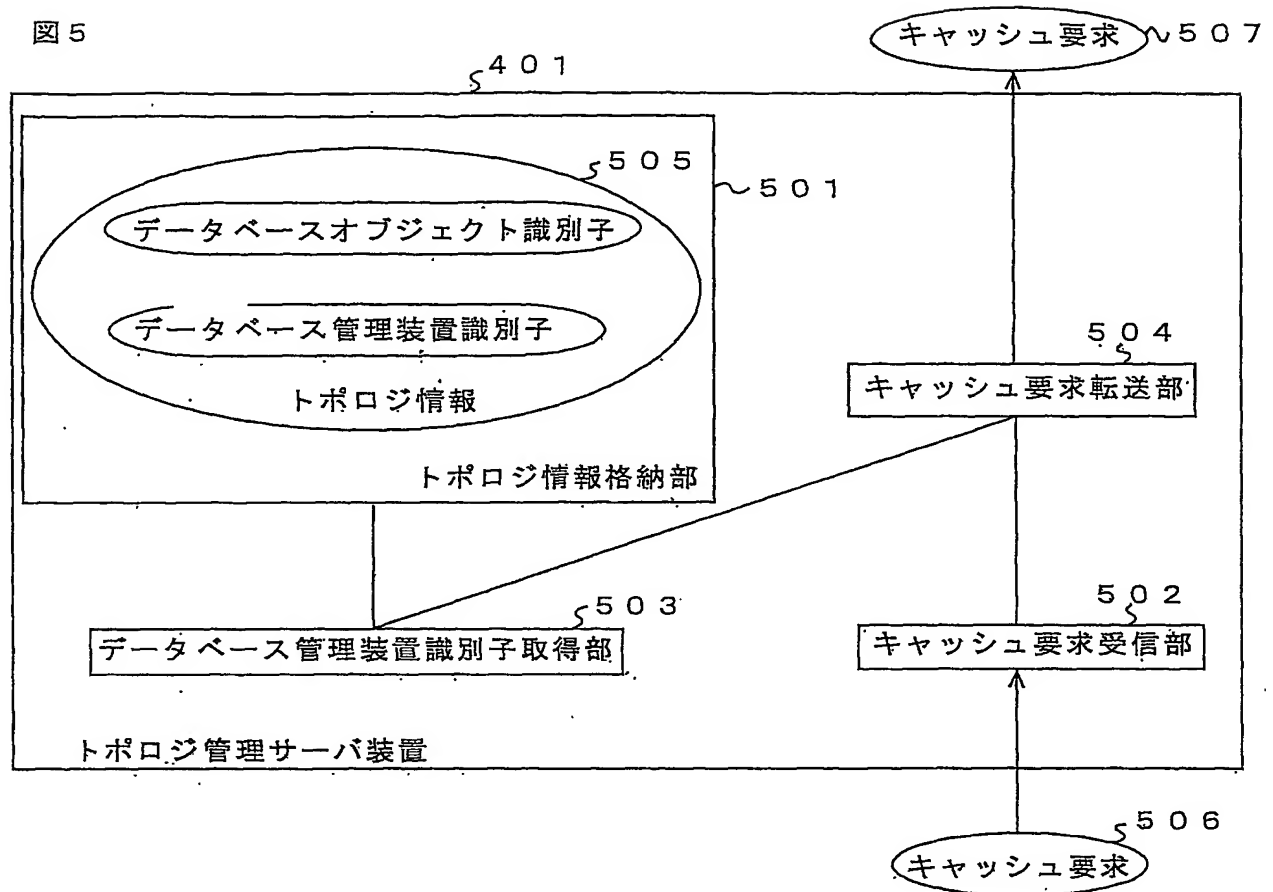 図5
キャッシュ要求 507
401
505
501
データベースオブジェクト識別子
データベース管理装置識別子
トポロジ情報
504
キャッシュ要求転送部
トポロジ情報格納部
503
データベース管理装置識別子取得部
502
キャッシュ要求受信部
トポロジ管理サーバ装置
506
キャッシュ要求